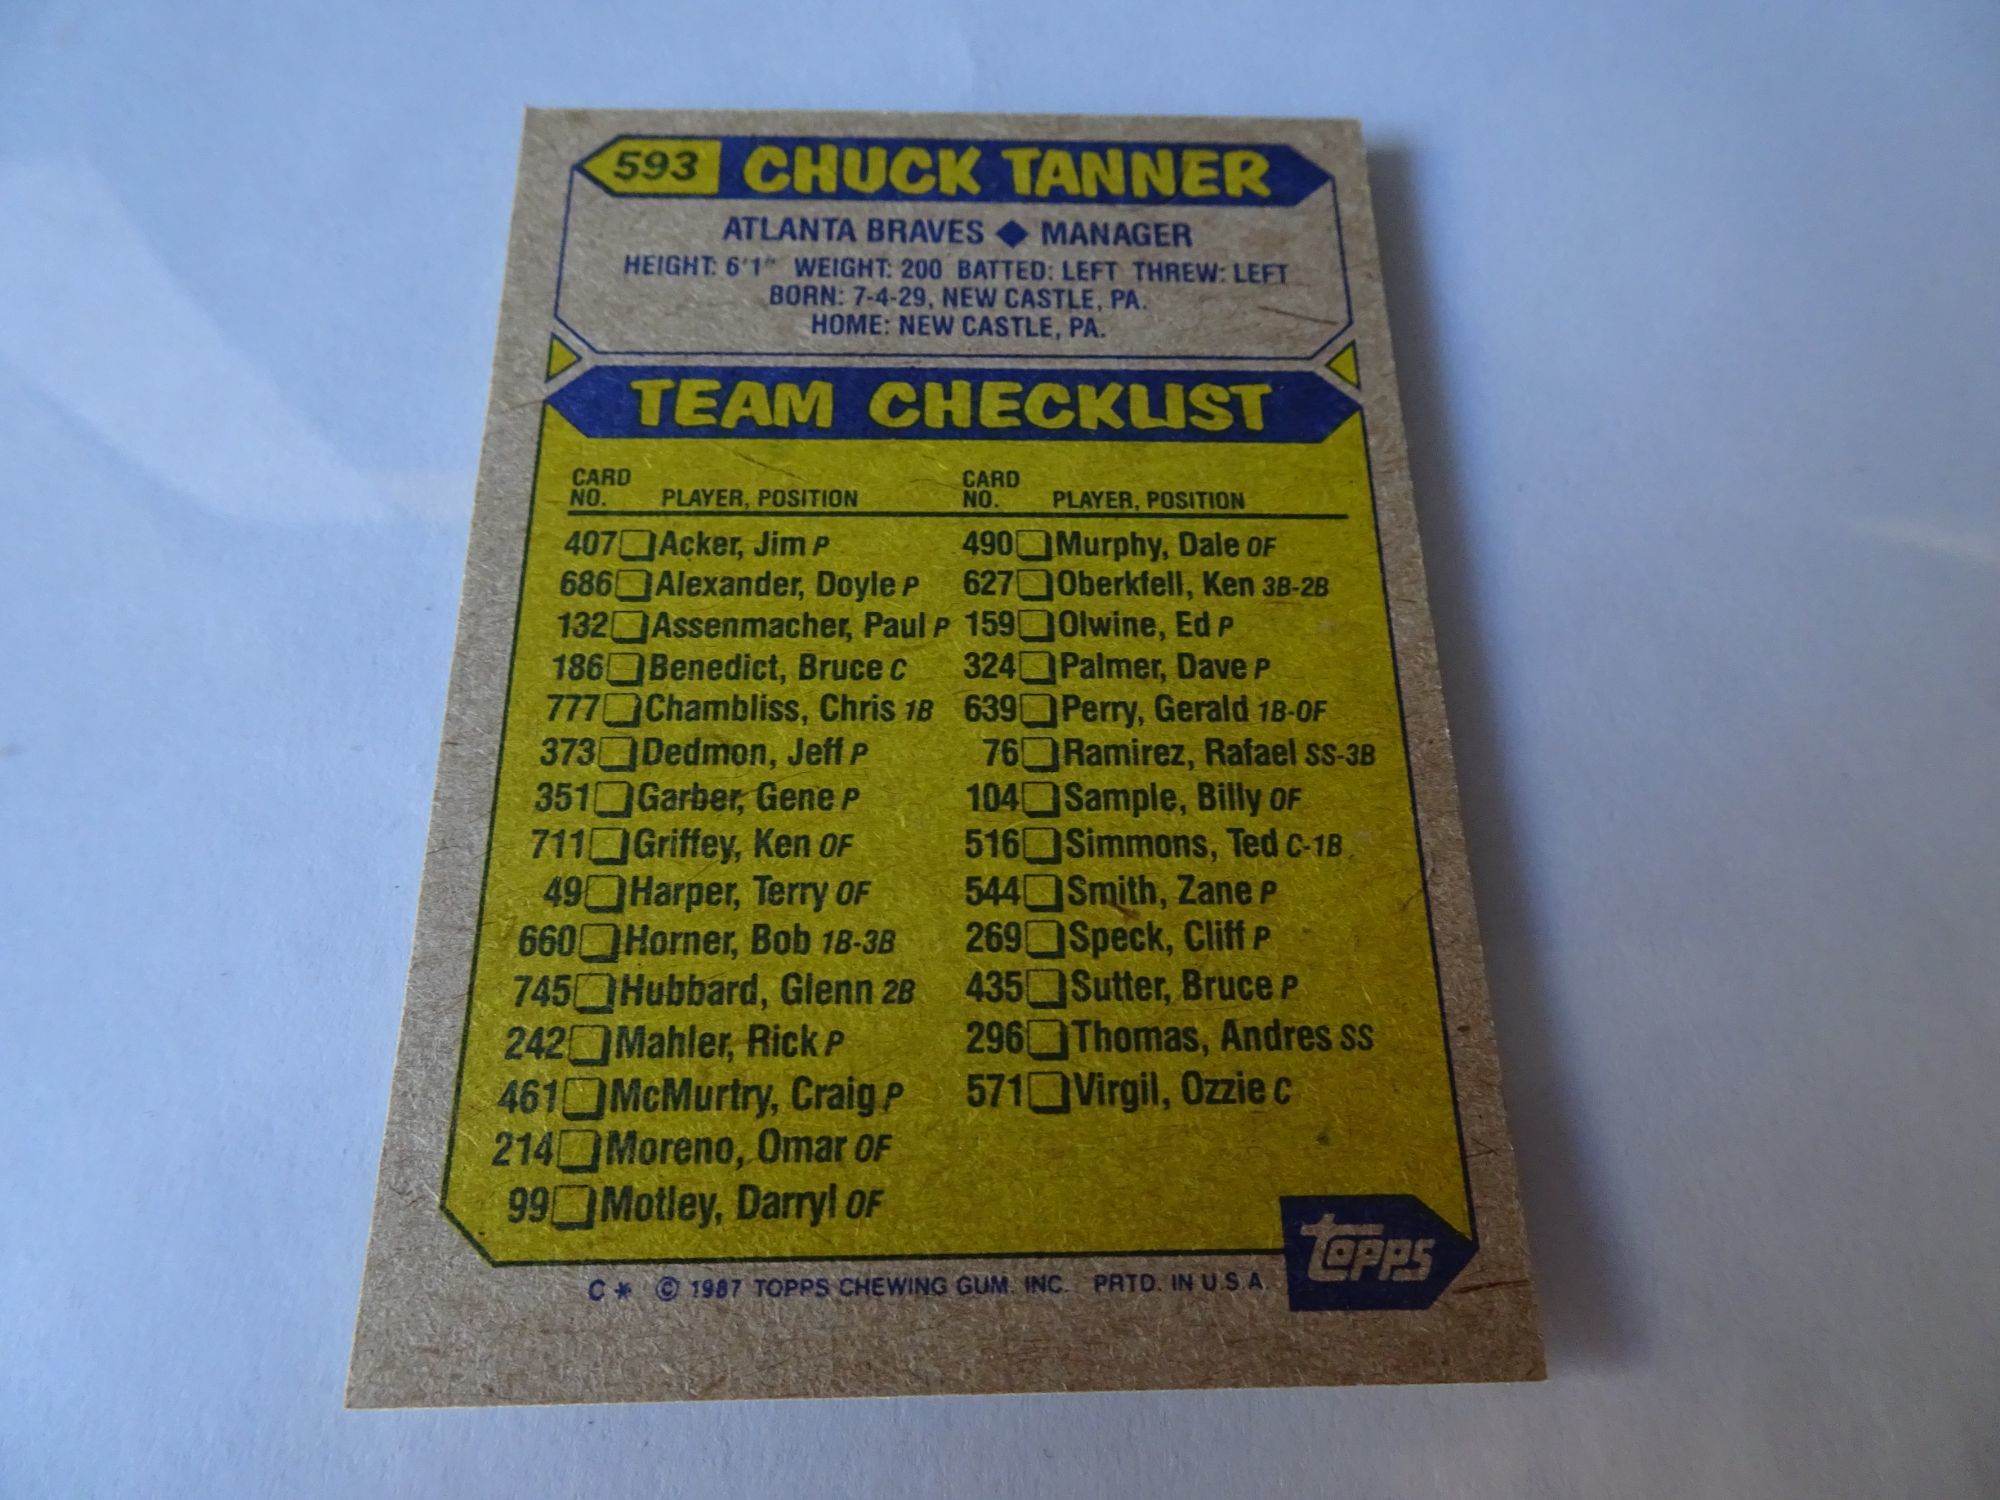 593 CHUCK TANNER
ATLANTA BRAVES ◆ MANAGER
HEIGHT: 6'1" WEIGHT: 200 BATTED: LEFT THREW: LEFT
BORN: 7-4-29, NEW CASTLE, PA.
HOME: NEW CASTLE, PA.
TEAM CHECKLIST
CARD
NO. PLAYER, POSITION
407 Acker, Jim P
686 Alexander, Doyle P
132 Assenmacher, Paul P
186 Benedict, Bruce C
777 Chambliss, Chris 1B
373 Dedmon, Jeff P
351 Garber, Gene P
711 Griffey, Ken OF
49 Harper, Terry OF
660 Horner, Bob 1B-3B
745 Hubbard, Glenn 2B
242 Mahler, Rick P
461 McMurtry, Craig P
214 Moreno, Omar OF
99 Motley, Darryl OF
CARD
NO. PLAYER, POSITION
490 Murphy, Dale OF
627 Oberkfell, Ken 3B-2B
159 Olwine, Ed P
324 Palmer, Dave P
639 Perry, Gerald 1B-OF
76 Ramirez, Rafael SS-3B
104 Sample, Billy OF
516 Simmons, Ted C-1B
544 Smith, Zane P
269 Speck, Cliff P
435 Sutter, Bruce P
296 Thomas, Andres SS
571 Virgil, Ozzie C
topps
C * © 1987 TOPPS CHEWING GUM. INC. PRTD. IN U.S.A.